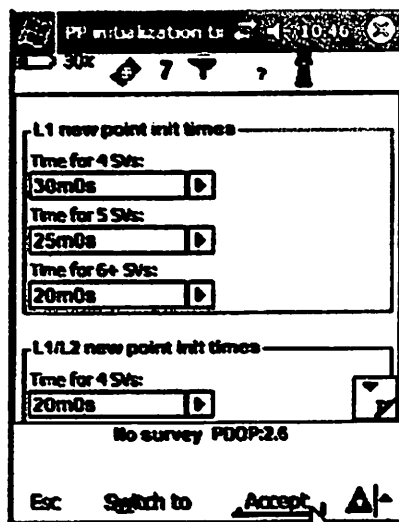 PP initialization ti 10:46
30x 7 ?
L1 new point init times
Time for 4 SVs:
30m0s
Time for 5 SVs:
25m0s
Time for 6+ SVs:
20m0s
L1/L2 new point init times
Time for 4 SVs:
20m0s
No survey PDOP:2.6
Esc Switch to Accept